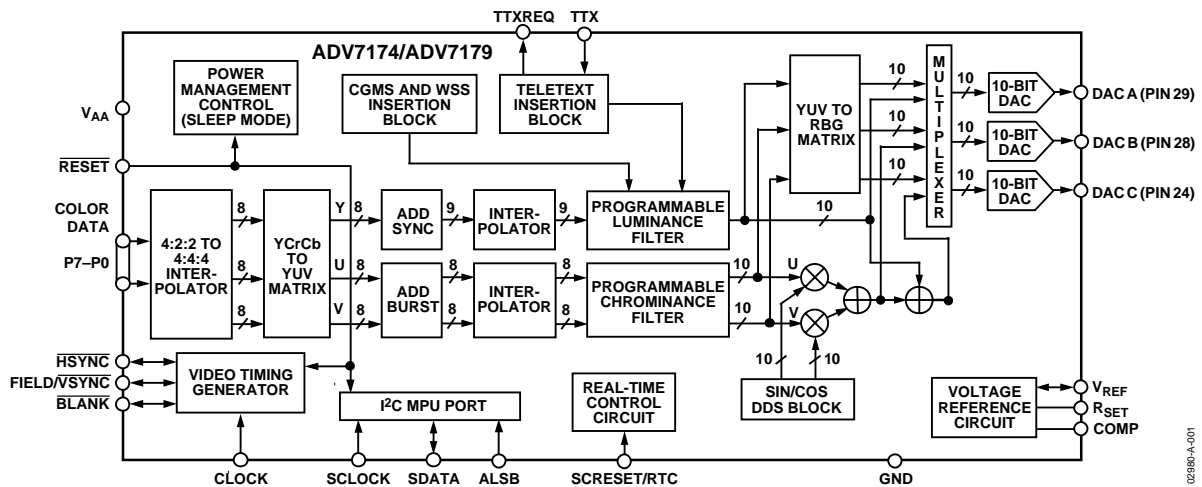 TTXREQ TTX
ADV7174/ADV7179
POWER
MANAGEMENT
CONTROL
(SLEEP MODE)
CGMS AND WSS
INSERTION
BLOCK
TELETEXT
INSERTION
BLOCK
YUV TO
RBG
MATRIX
10
10
10
MULTIPLEXER
10
10
10
10-BIT
DAC
10-BIT
DAC
10-BIT
DAC
DAC A (PIN 29)
DAC B (PIN 28)
DAC C (PIN 24)
VAA
RESET
COLOR
DATA
P7–P0
4:2:2 TO
4:4:4
INTER-
POLATOR
8
8
8
YCrCb
TO
YUV
MATRIX
Y 8
U 8
V 8
ADD
SYNC
9
INTER-
POLATOR
9
PROGRAMMABLE
LUMINANCE
FILTER
10
ADD
BURST
8
8
INTER-
POLATOR
8
8
PROGRAMMABLE
CHROMINANCE
FILTER
10
10
U
V
10 10
SIN/COS
DDS BLOCK
HSYNC
FIELD/VSYNC
BLANK
VIDEO TIMING
GENERATOR
I2C MPU PORT
REAL-TIME
CONTROL
CIRCUIT
VOLTAGE
REFERENCE
CIRCUIT
VREF
RSET
COMP
CLOCK SCLOCK SDATA ALSB SCRESET/RTC GND
02980-A-001